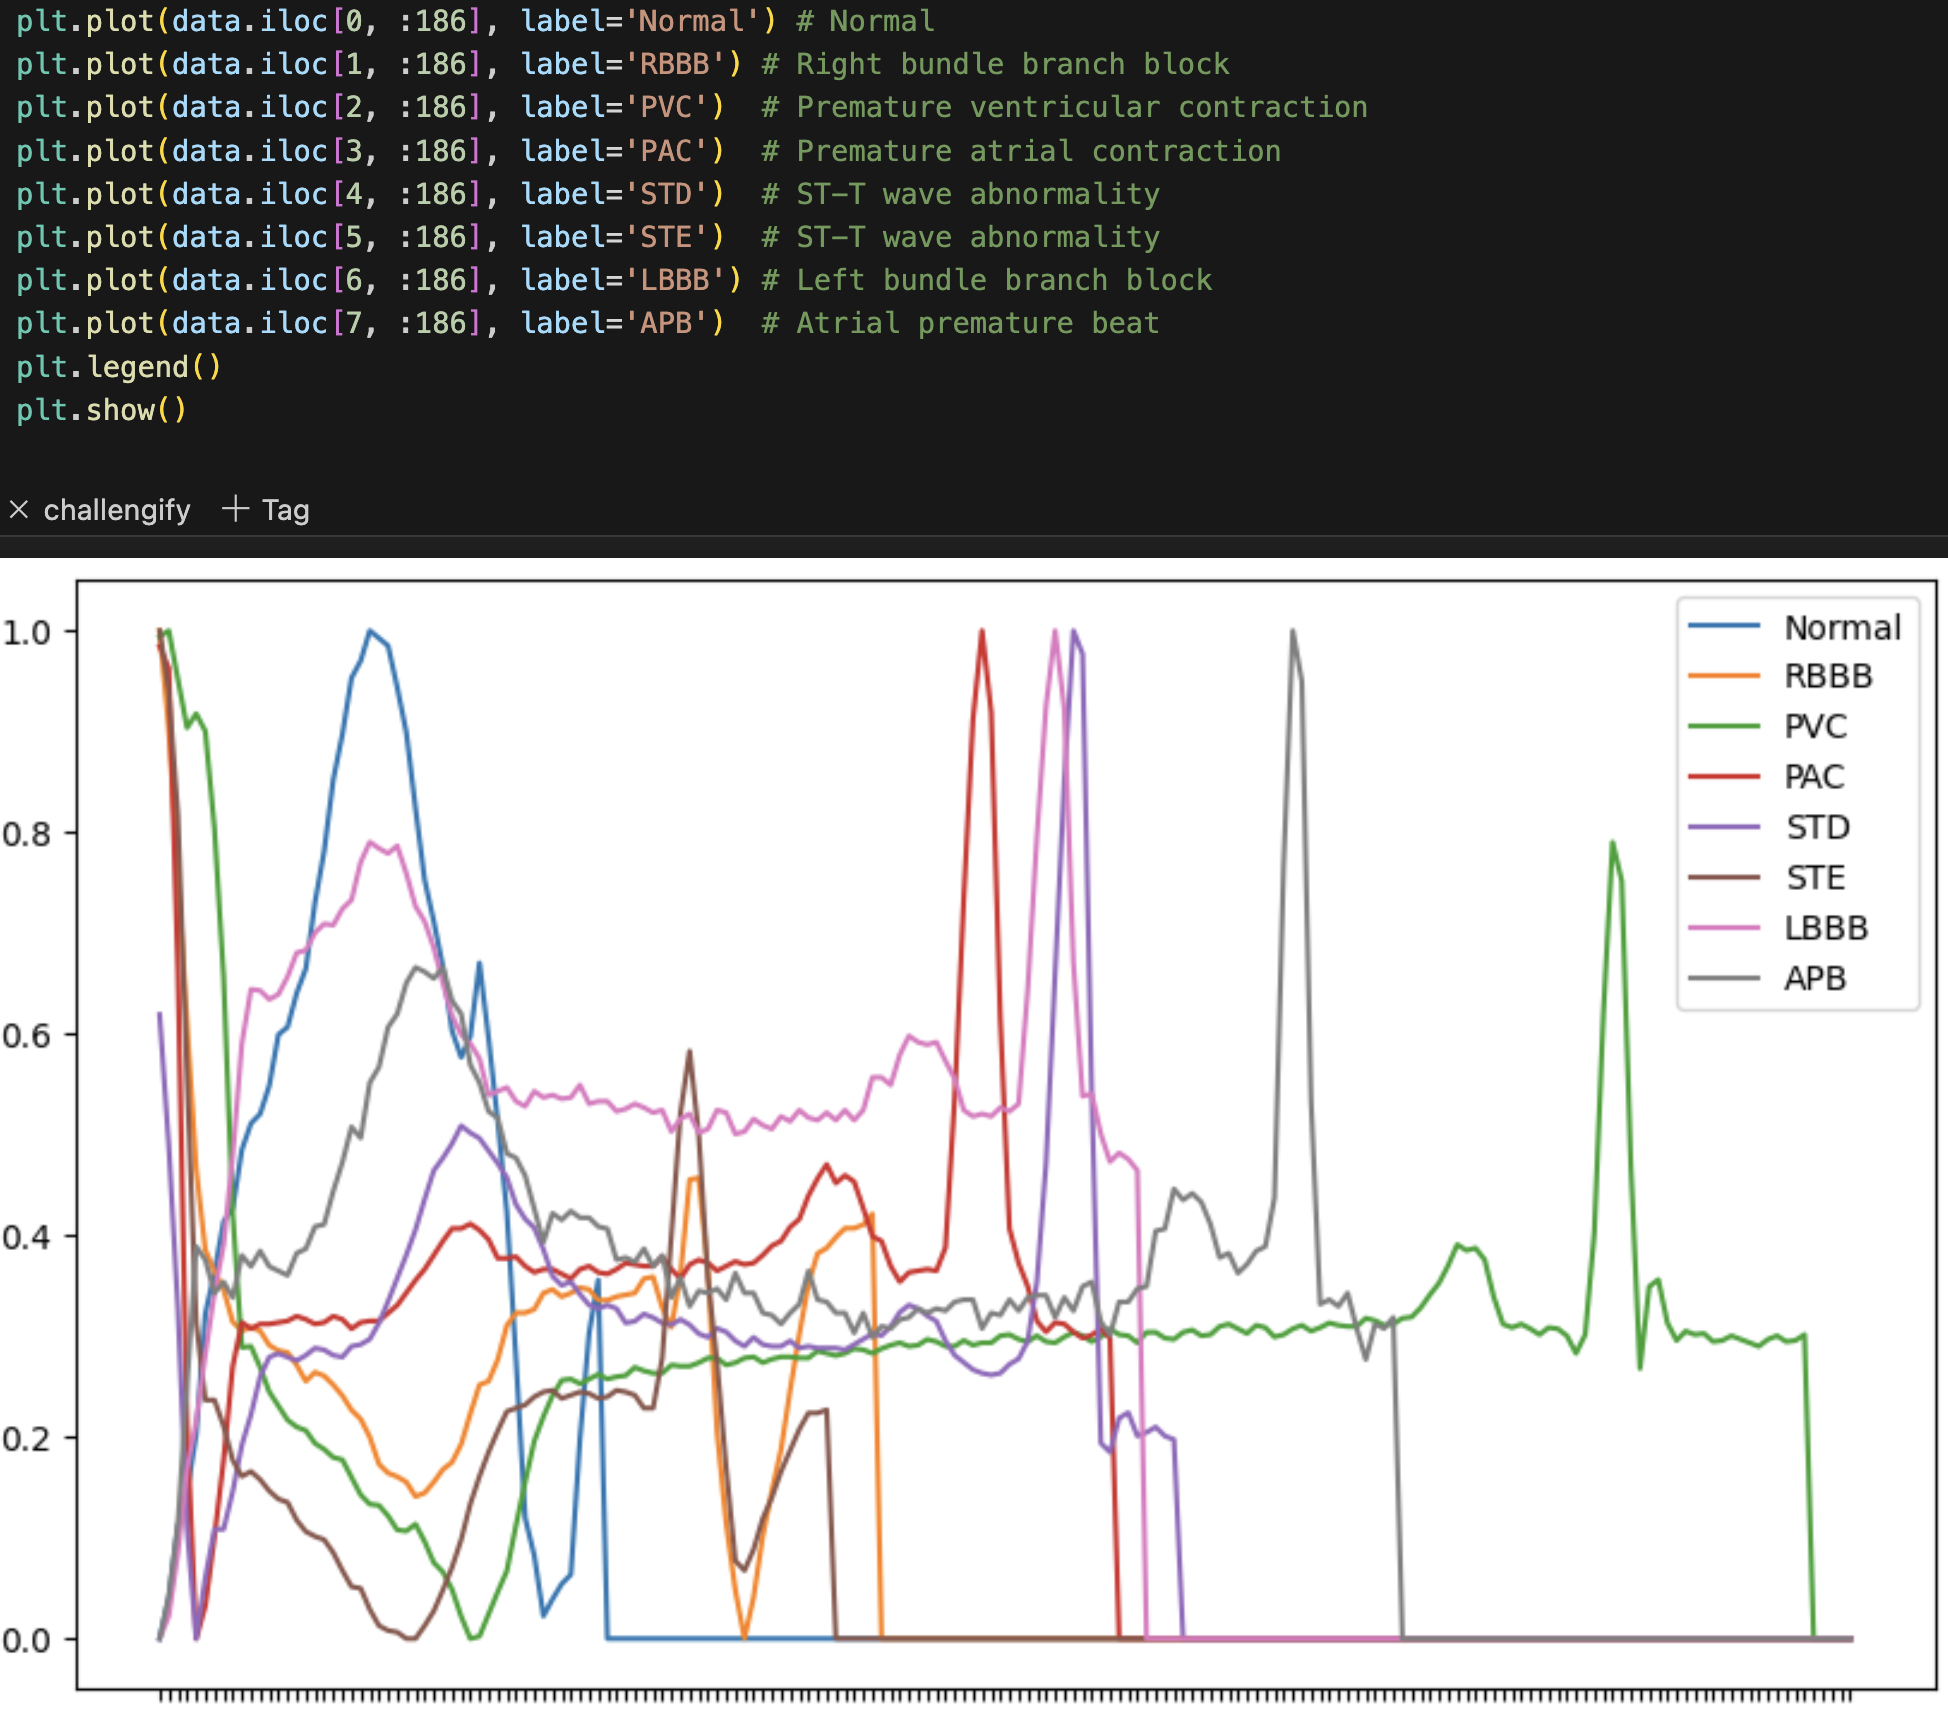 plt.plot(data.iloc[0, :186], label='Normal') # Normal
plt.plot(data.iloc[1, :186], label='RBBB') # Right bundle branch block
plt.plot(data.iloc[2, :186], label='PVC')  # Premature ventricular contraction
plt.plot(data.iloc[3, :186], label='PAC')  # Premature atrial contraction
plt.plot(data.iloc[4, :186], label='STD')  # ST-T wave abnormality
plt.plot(data.iloc[5, :186], label='STE')  # ST-T wave abnormality
plt.plot(data.iloc[6, :186], label='LBBB') # Left bundle branch block
plt.plot(data.iloc[7, :186], label='APB')  # Atrial premature beat
plt.legend()
plt.show()
× challengify + Tag
1.0
0.8
0.6
0.4
0.2
0.0
Normal
RBBB
PVC
PAC
STD
STE
LBBB
APB